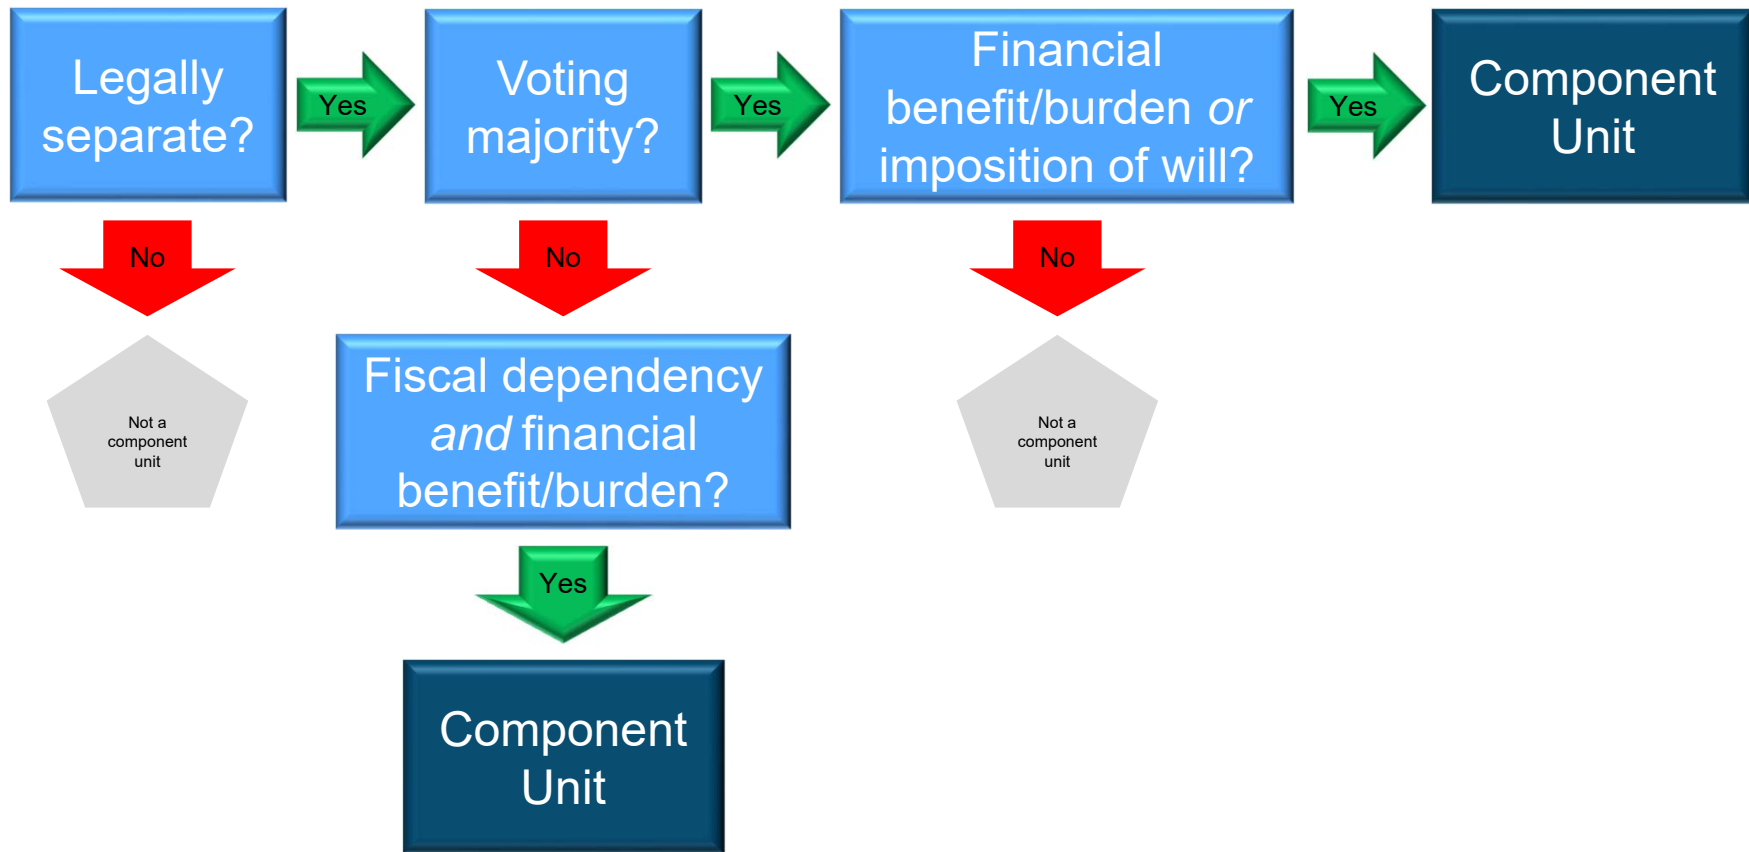 Legally
separate?
Yes
Voting
majority?
Yes
Financial
benefit/burden or
imposition of will?
Yes
Component
Unit
No
No
No
Not a
component
unit
Fiscal dependency
and financial
benefit/burden?
Not a
component
unit
Yes
Component
Unit